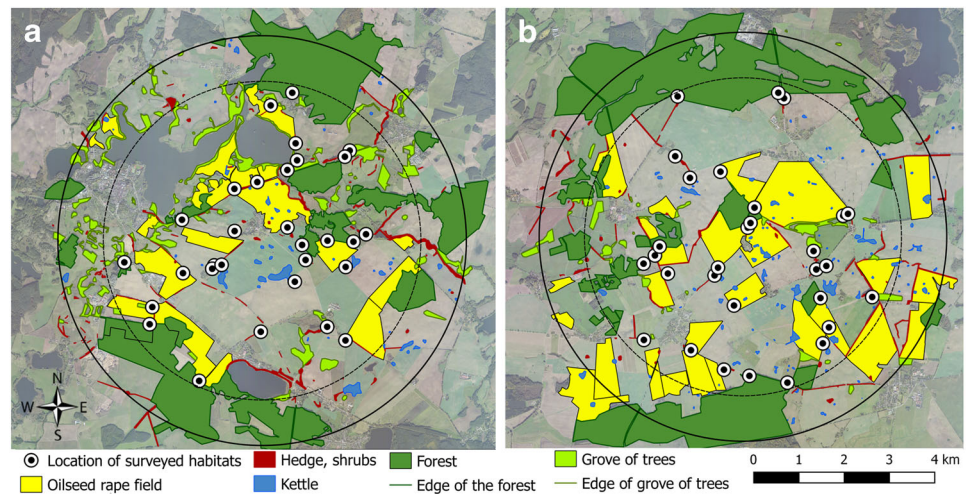 a
b
N
W E
S
Location of surveyed habitats
Hedge, shrubs
Forest
Grove of trees
Oilseed rape field
Kettle
Edge of the forest
Edge of grove of trees
0 1 2 3 4 km